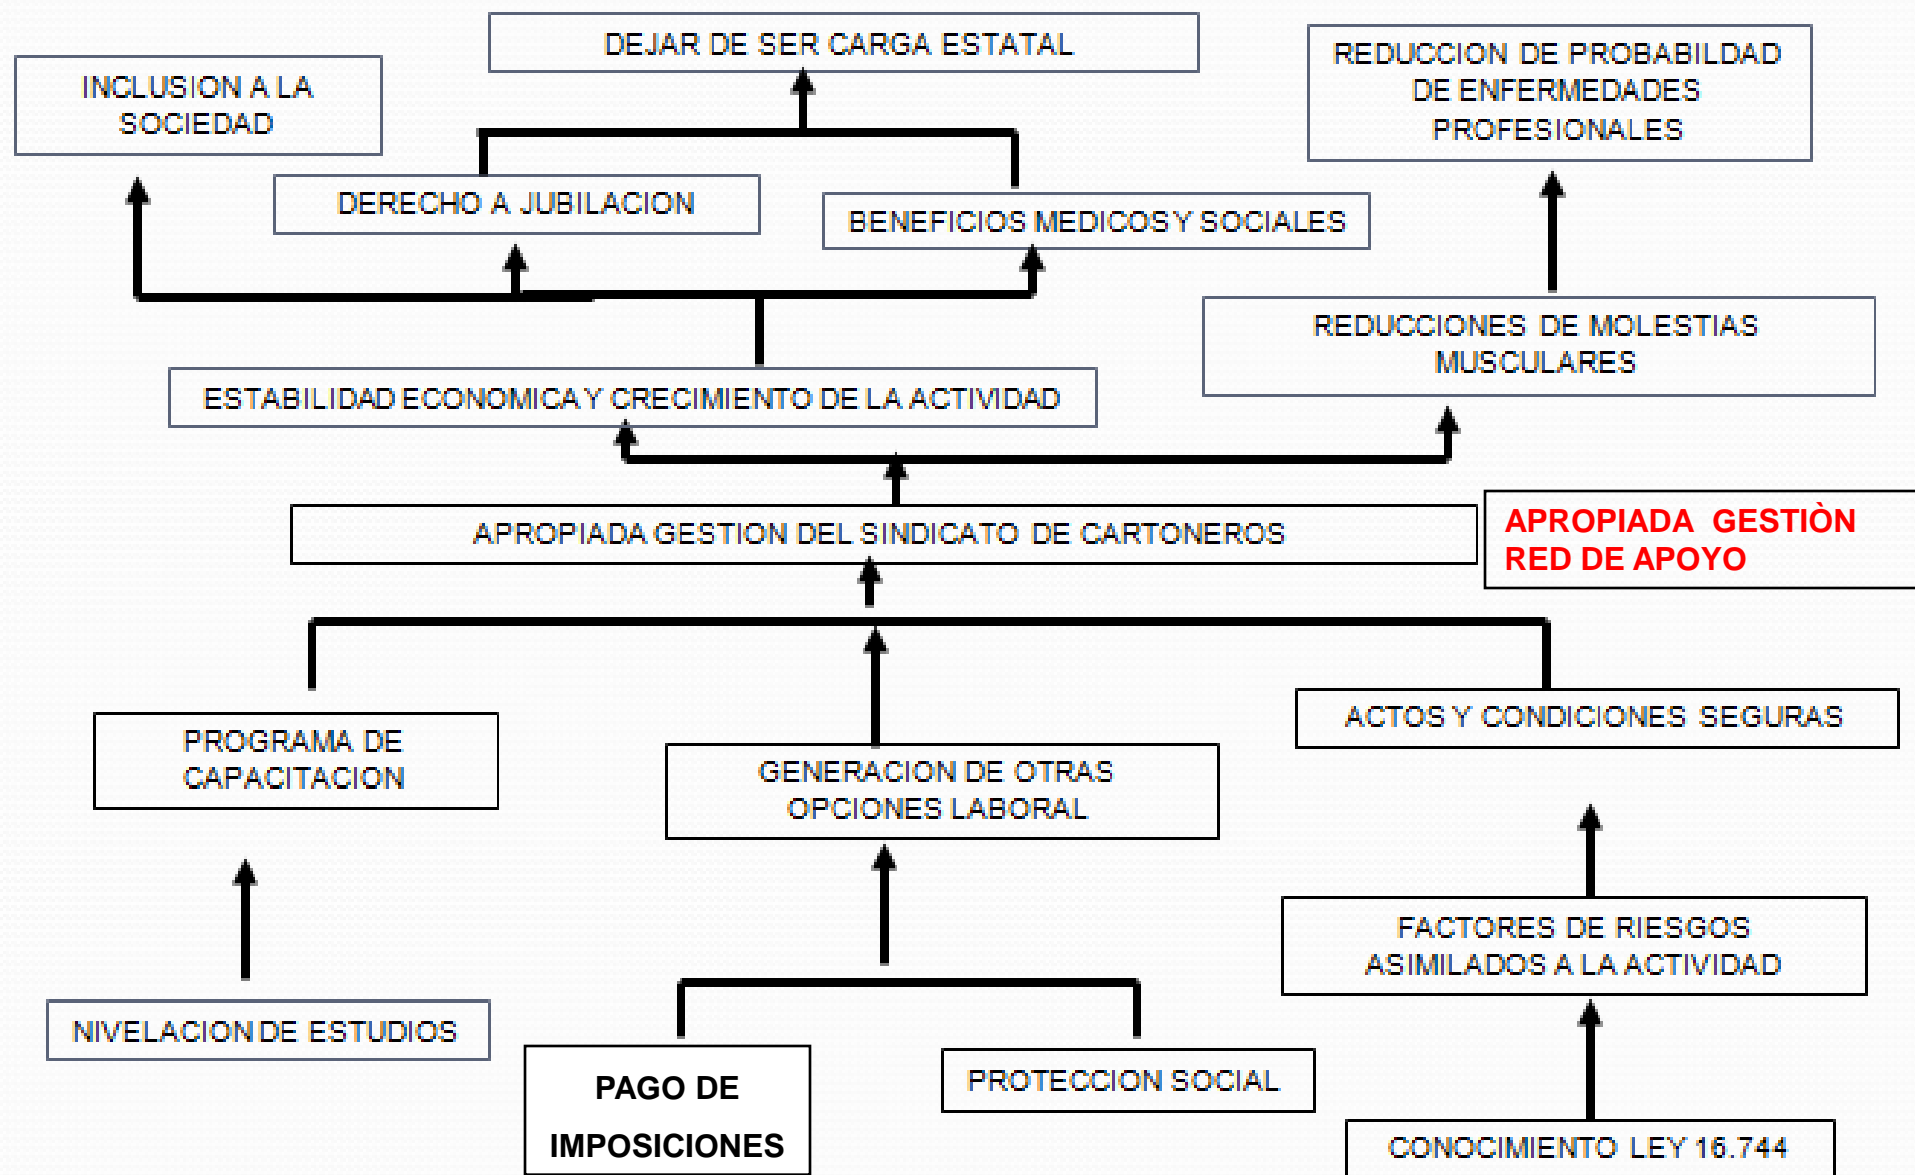 DEJAR DE SER CARGA ESTATAL
REDUCCION DE PROBABILDAD
DE ENFERMEDADES
PROFESIONALES
INCLUSION A LA
SOCIEDAD
DERECHO A JUBILACION
BENEFICIOS MEDICOS Y SOCIALES
REDUCCIONES DE MOLESTIAS
MUSCULARES
ESTABILIDAD ECONOMICA Y CRECIMIENTO DE LA ACTIVIDAD
APROPIADA GESTION DEL SINDICATO DE CARTONEROS
APROPIADA GESTIÒN
RED DE APOYO
PROGRAMA DE
CAPACITACION
GENERACION DE OTRAS
OPCIONES LABORAL
ACTOS Y CONDICIONES SEGURAS
FACTORES DE RIESGOS
ASIMILADOS A LA ACTIVIDAD
NIVELACION DE ESTUDIOS
PAGO DE
IMPOSICIONES
PROTECCION SOCIAL
CONOCIMIENTO LEY 16.744